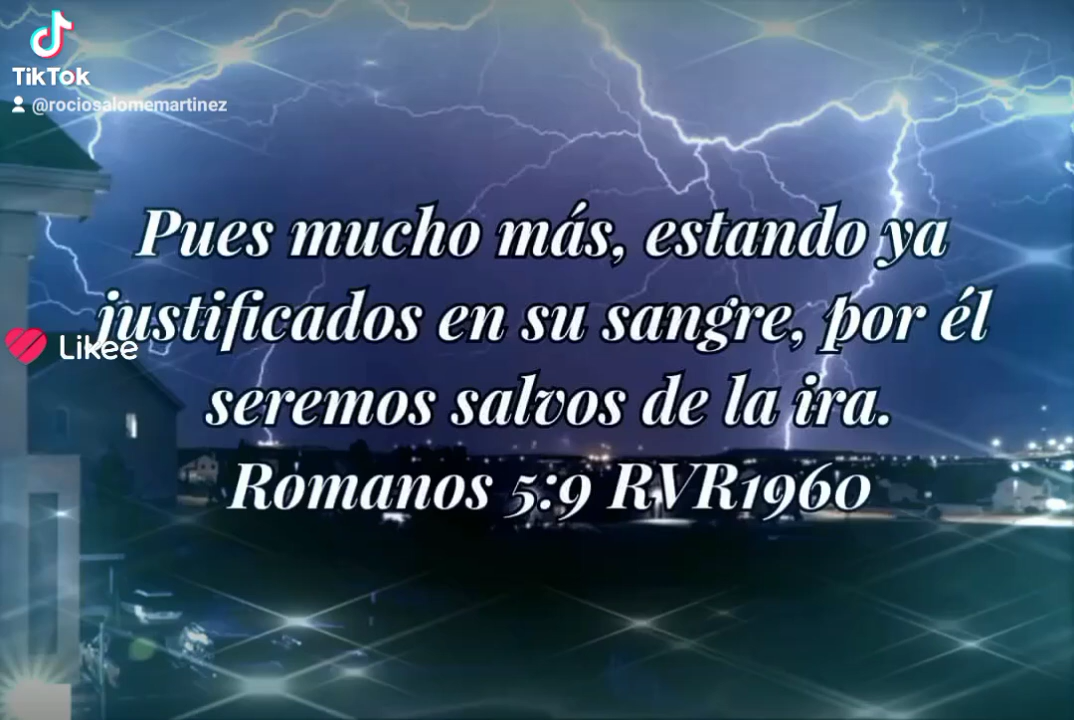 TikTok
@rociosalomemartinez
Pues mucho más, estando ya
justificados en su sangre, por él
Likee
seremos salvos de la ira.
Romanos 5:9 RVR1960